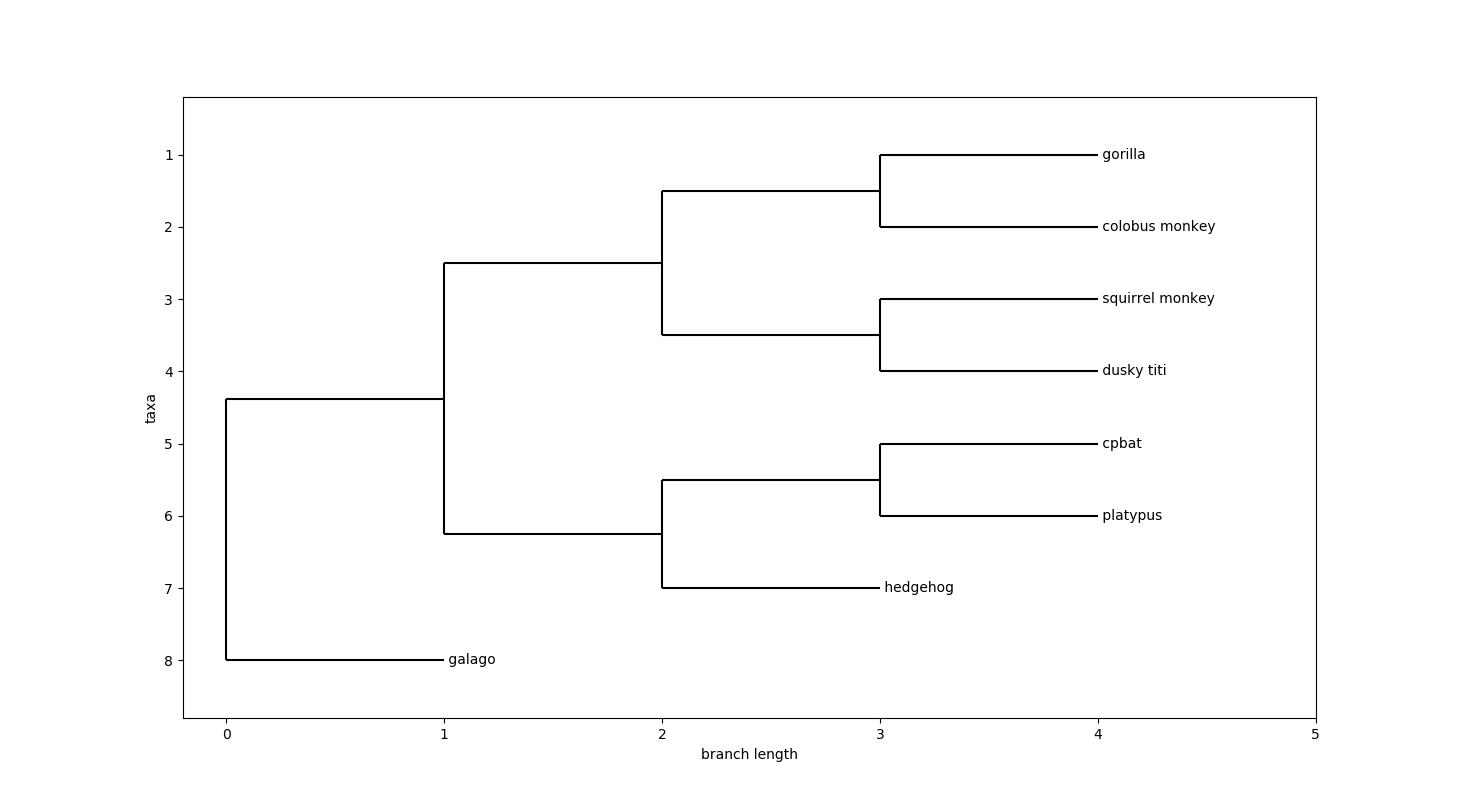 1
gorilla
2
colobus monkey
3
squirrel monkey
4
dusky titi
taxa
5
cpbat
6
platypus
7
hedgehog
8
galago
0 1 2 3 4 5
branch length